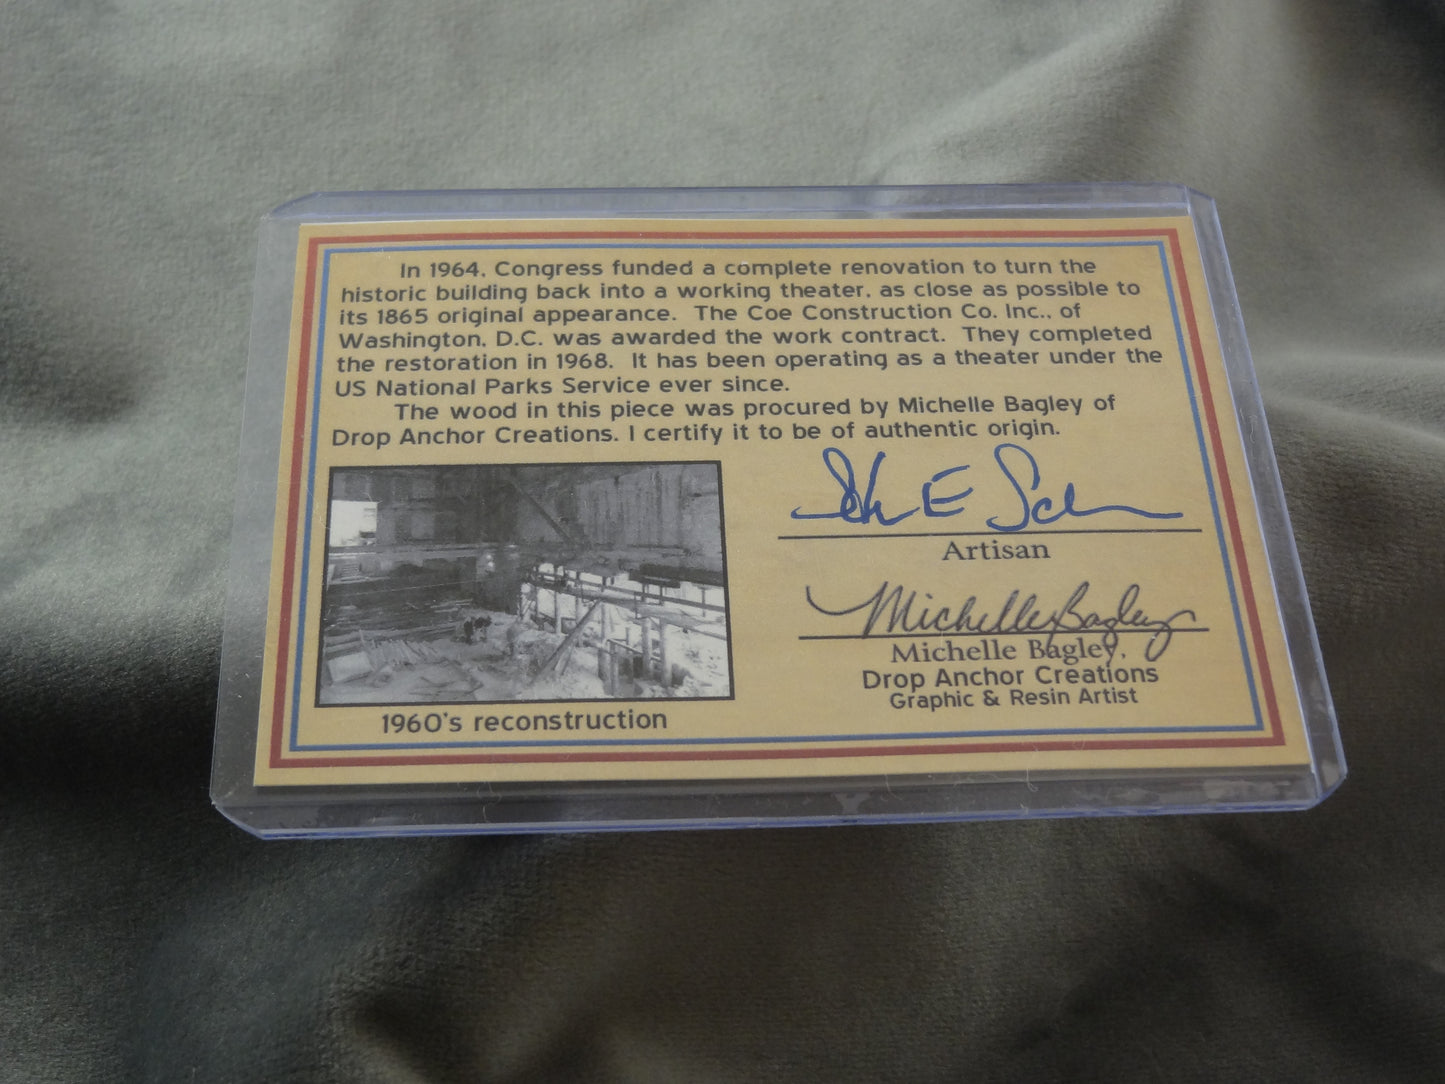 In 1964, Congress funded a complete renovation to turn the
historic building back into a working theater, as close as possible to
its 1865 original appearance. The Coe Construction Co. Inc., of
Washington, D.C. was awarded the work contract. They completed
the restoration in 1968. It has been operating as a theater under the
US National Parks Service ever since.
The wood in this piece was procured by Michelle Bagley of
Drop Anchor Creations. I certify it to be of authentic origin.
E
Artisan
Michelle Bagley
Michelle Bagley,
Drop Anchor Creations
Graphic & Resin Artist
1960's reconstruction